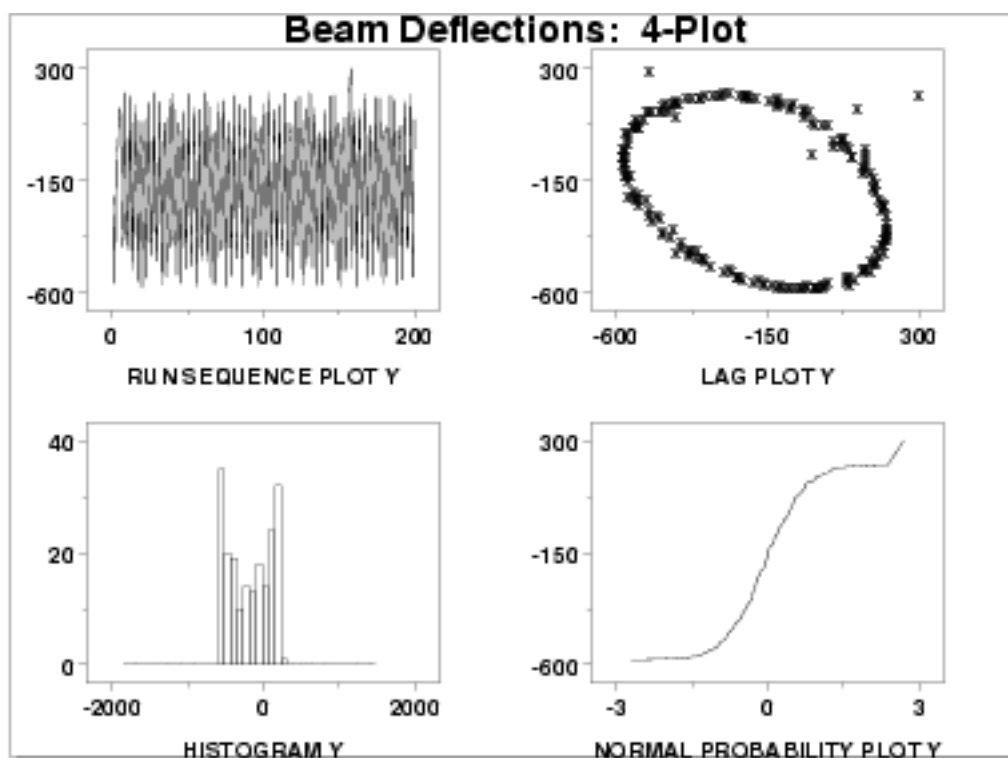 Beam Deflections: 4-Plot
300
-150
-600
0 100 200
RUN SEQUENCE PLOT Y
300
-150
-600
-600 -150 300
LAG PLOT Y
40
20
0
-2000 0 2000
HISTOGRAM Y
300
-150
-600
-3 0 3
NORMAL PROBABILITY PLOT Y